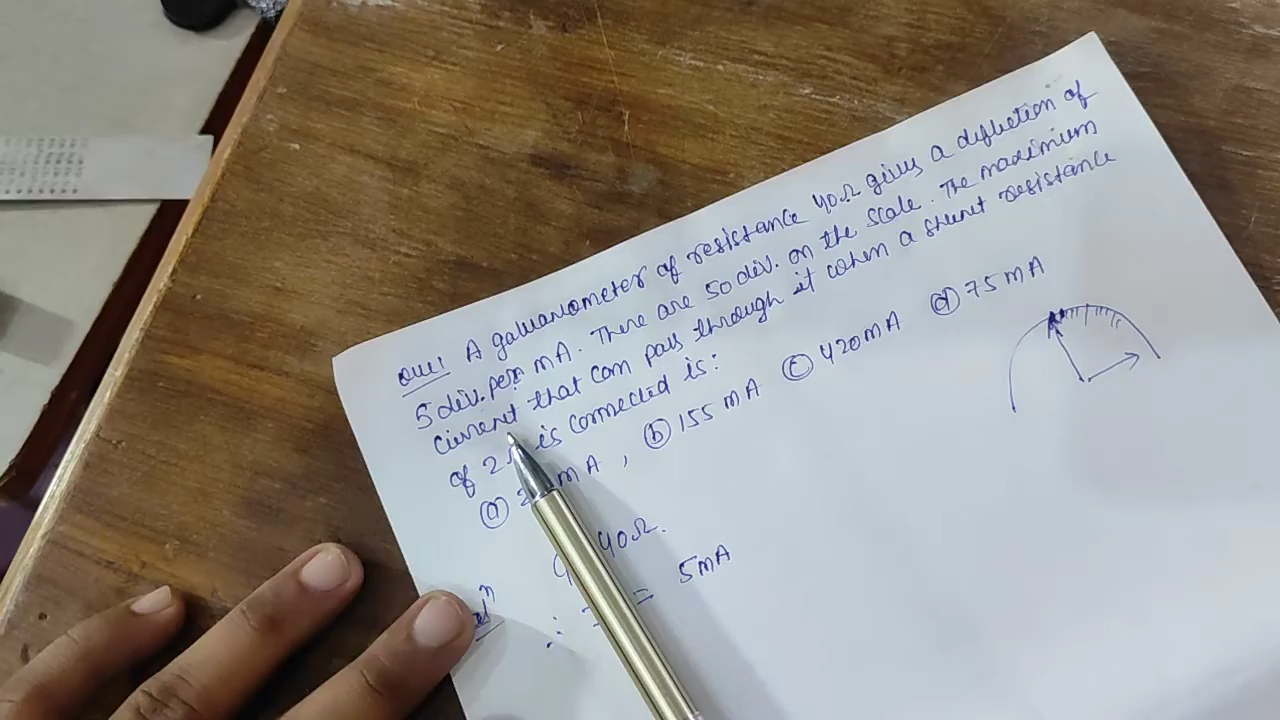 Que: A galvanometer of resistance 40Ω gives a deflection of
5 div. per mA. There are 50 div. on the scale. The maximum
current that can pass through it when a shunt resistance
of 2 is connected is:
(a) mA, (b) 155 mA (c) 420 mA (d) 75 mA
40Ω.
∴ = 5mA